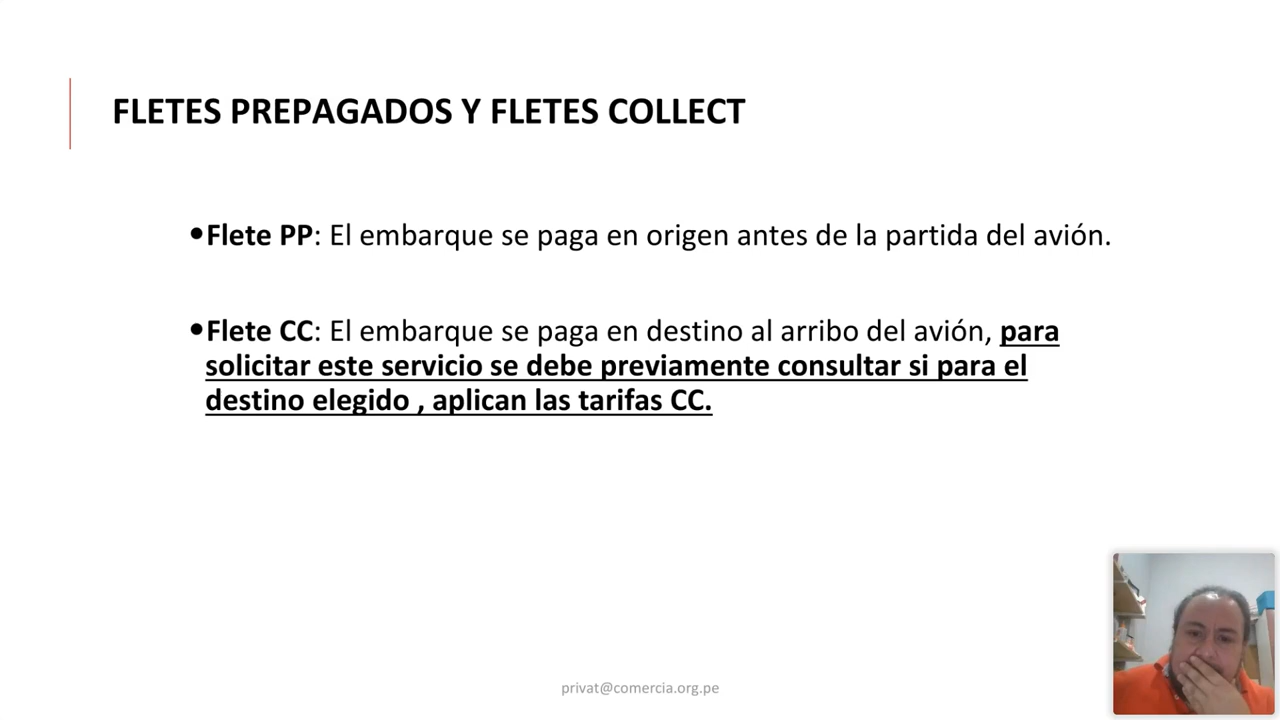 FLETES PREPAGADOS Y FLETES COLLECT
•Flete PP: El embarque se paga en origen antes de la partida del avión.
•Flete CC: El embarque se paga en destino al arribo del avión, para
solicitar este servicio se debe previamente consultar si para el
destino elegido , aplican las tarifas CC.
privat@comercia.org.pe